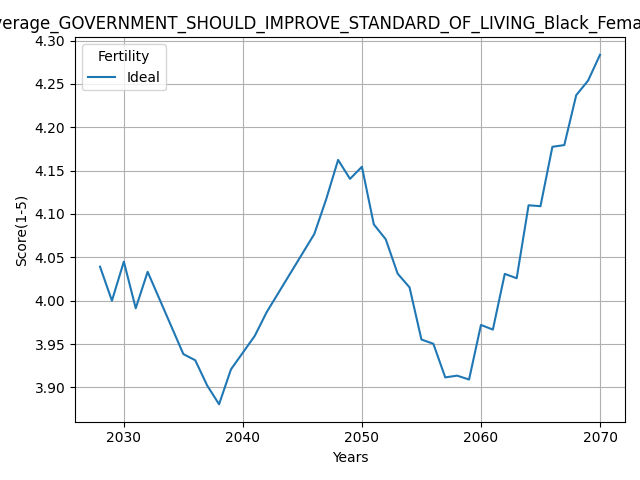 verage_GOVERNMENT_SHOULD_IMPROVE_STANDARD_OF_LIVING_Black_Fema
Fertility
Ideal
Score(1-5)
4.30
4.25
4.20
4.15
4.10
4.05
4.00
3.95
3.90
2030 2040 2050 2060 2070
Years